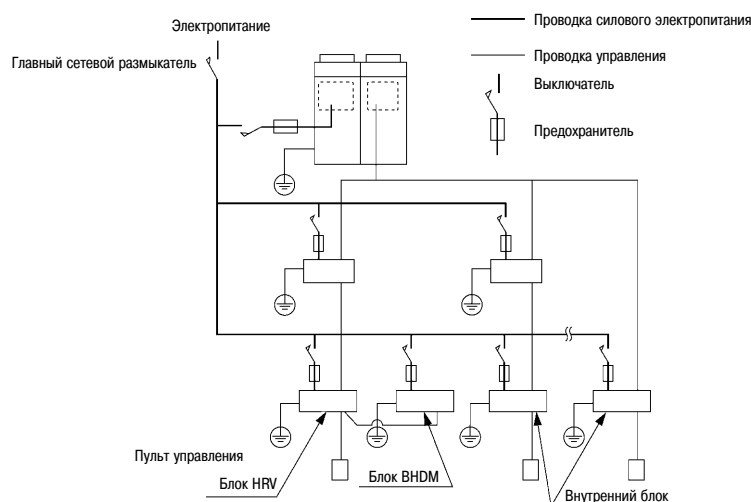 Электропитание
Главный сетевой размыкатель
Проводка силового электропитания
Проводка управления
Выключатель
Предохранитель
Пульт управления
Блок HRV
Блок BHDM
Внутренний блок